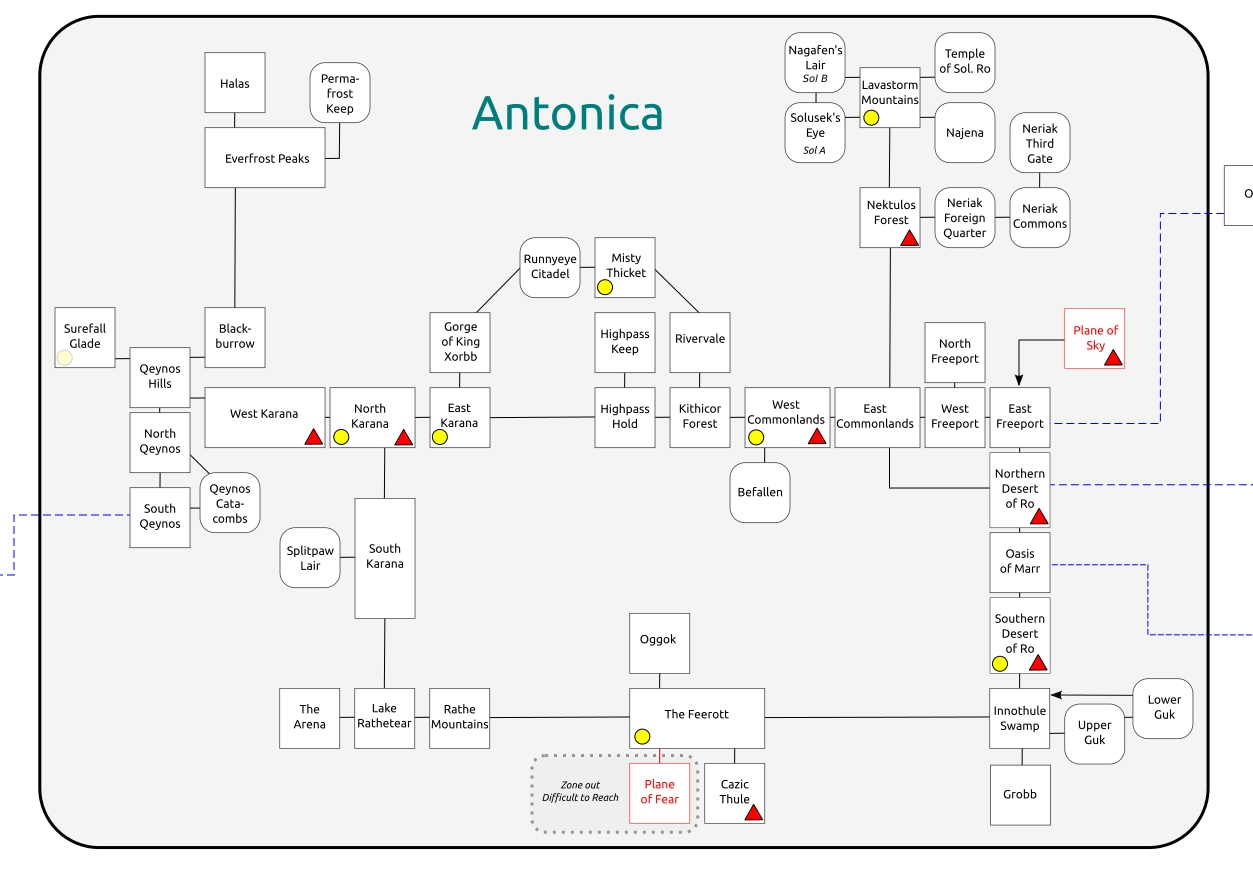 Antonica
Halas
Perma-
frost
Keep
Everfrost Peaks
Nagafen's
Lair
Sol B
Lavastorm
Mountains
Temple
of Sol. Ro
Solusek's
Eye
Sol A
Najena
Neriak
Third
Gate
Nektulos
Forest
Neriak
Foreign
Quarter
Neriak
Commons
O
Runnyeye
Citadel
Misty
Thicket
Surefall
Glade
Black-
burrow
Qeynos
Hills
Gorge
of King
Xorbb
Highpass
Keep
Rivervale
North
Freeport
Plane of
Sky
West Karana
North
Karana
East
Karana
Highpass
Hold
Kithicor
Forest
West
Commonlands
East
Commonlands
West
Freeport
East
Freeport
North
Qeynos
South
Qeynos
Qeynos
Cata-
combs
Befallen
Northern
Desert
of Ro
Splitpaw
Lair
South
Karana
Oasis
of Marr
Oggok
Southern
Desert
of Ro
The
Arena
Lake
Rathetear
Rathe
Mountains
The Feerott
Innothule
Swamp
Upper
Guk
Lower
Guk
Zone out
Difficult to Reach
Plane
of Fear
Cazic
Thule
Grobb